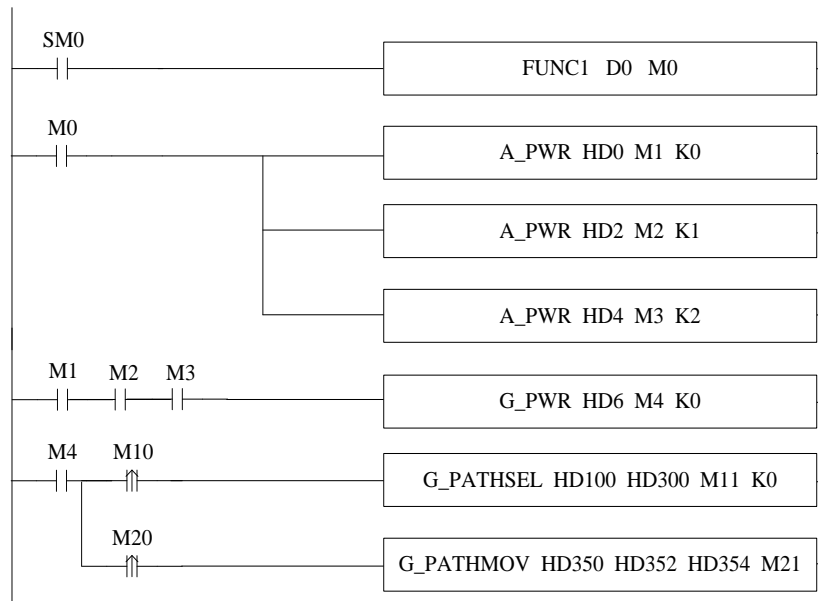 SM0
FUNC1 D0 M0
M0
A_PWR HD0 M1 K0
A_PWR HD2 M2 K1
A_PWR HD4 M3 K2
M1 M2 M3
G_PWR HD6 M4 K0
M4 M10
G_PATHSEL HD100 HD300 M11 K0
M20
G_PATHMOV HD350 HD352 HD354 M21